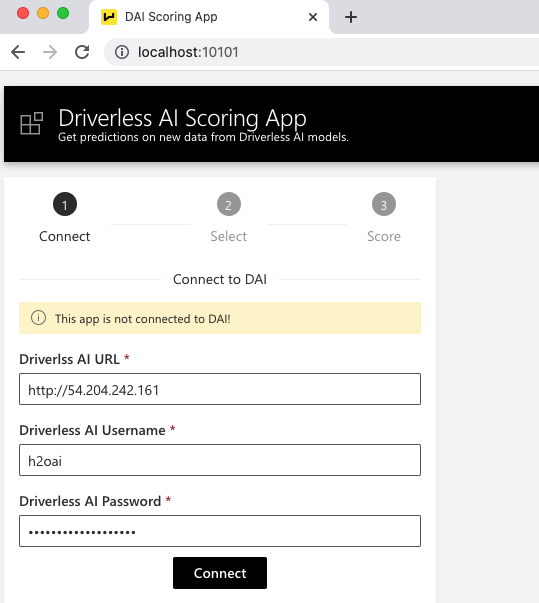 DAI Scoring App
localhost:10101
Driverless AI Scoring App
Get predictions on new data from Driverless AI models.
1
2
3
Connect
Select
Score
Connect to DAI
This app is not connected to DAI!
Driverlss AI URL *
http://54.204.242.161
Driverless AI Username *
h2oai
Driverless AI Password *
•••••••••••••••••••
Connect